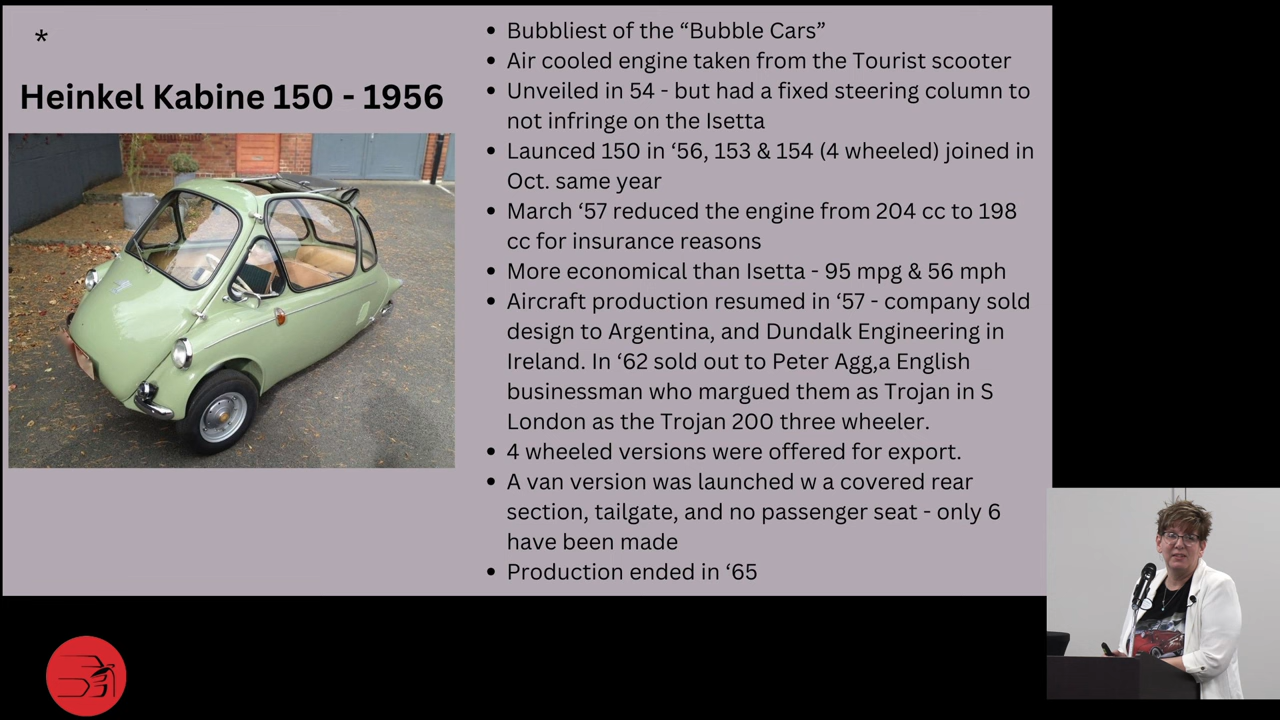 *
Heinkel Kabine 150 - 1956
• Bubbliest of the “Bubble Cars”
• Air cooled engine taken from the Tourist scooter
• Unveiled in 54 - but had a fixed steering column to
not infringe on the Isetta
• Launced 150 in ‘56, 153 & 154 (4 wheeled) joined in
Oct. same year
• March ‘57 reduced the engine from 204 cc to 198
cc for insurance reasons
• More economical than Isetta - 95 mpg & 56 mph
• Aircraft production resumed in ‘57 - company sold
design to Argentina, and Dundalk Engineering in
Ireland. In ‘62 sold out to Peter Agg,a English
businessman who margued them as Trojan in S
London as the Trojan 200 three wheeler.
• 4 wheeled versions were offered for export.
• A van version was launched w a covered rear
section, tailgate, and no passenger seat - only 6
have been made
• Production ended in ‘65